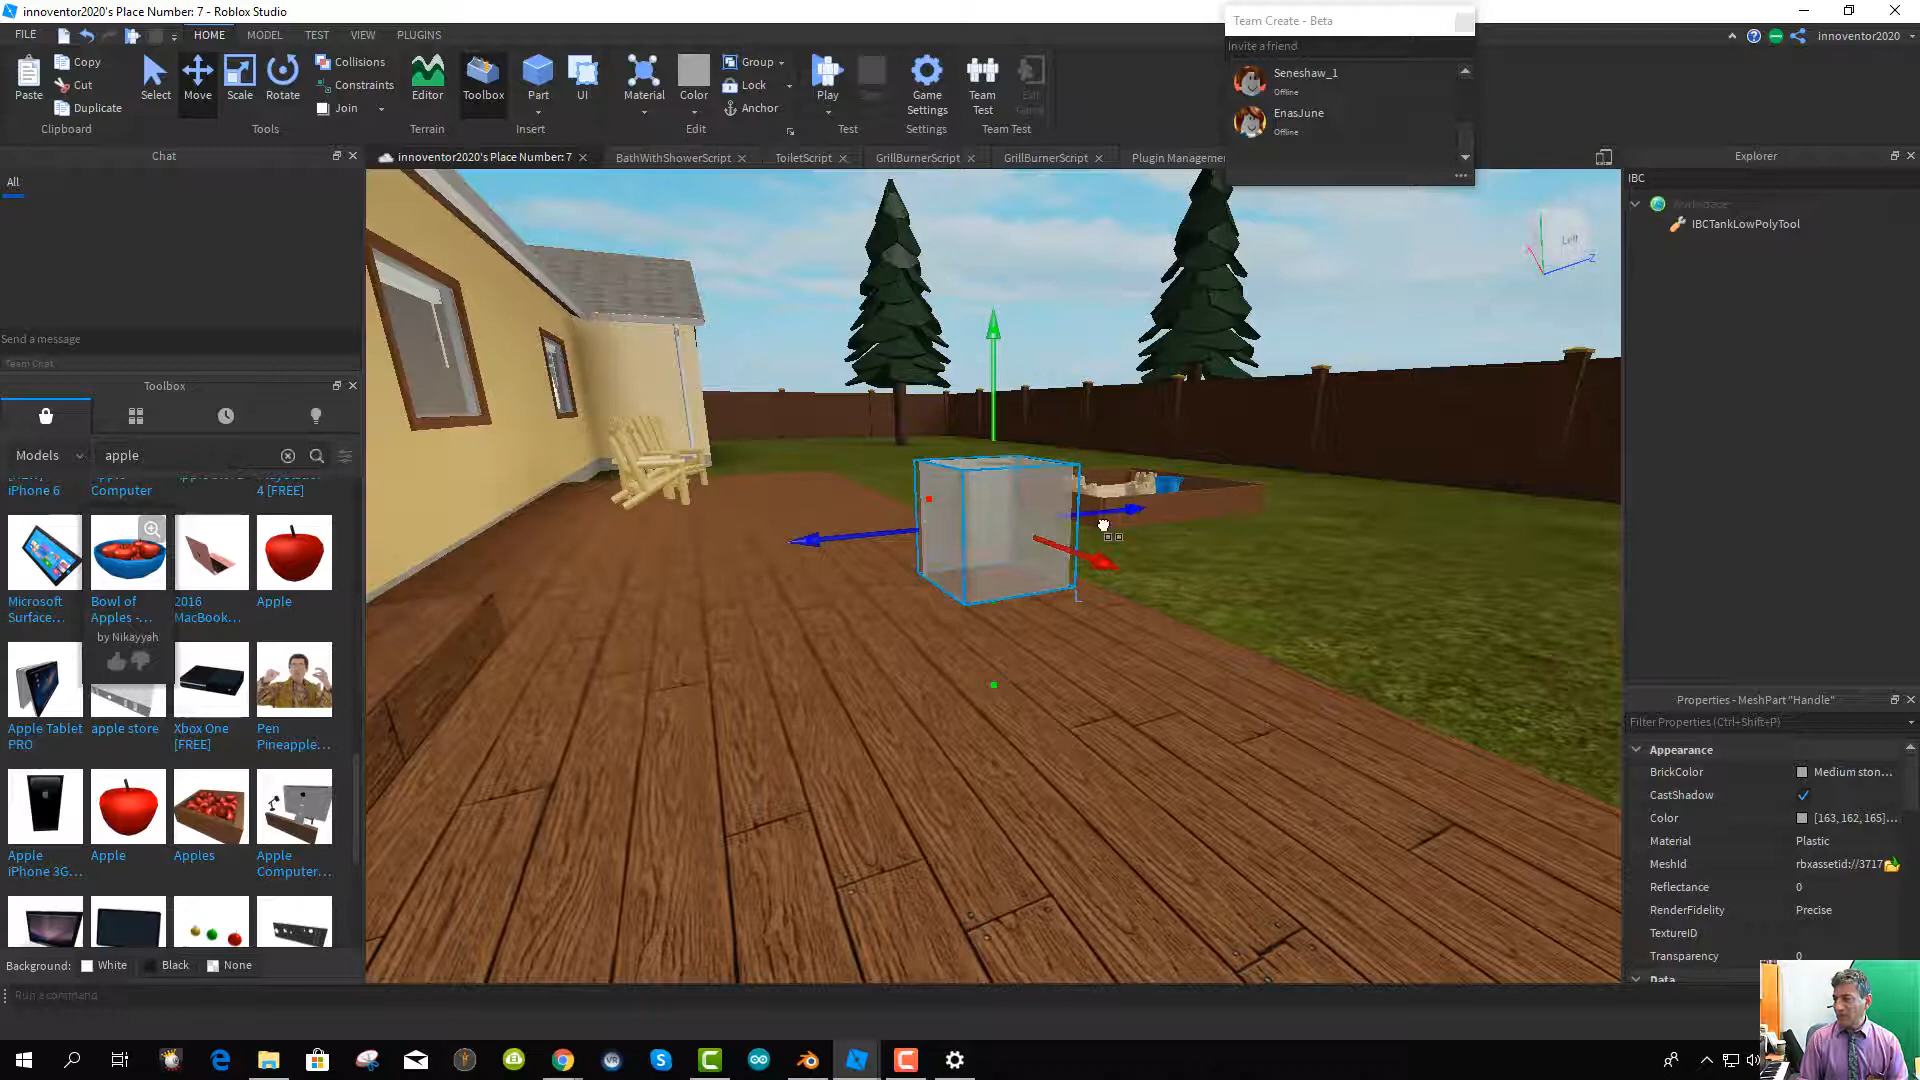 innoventor2020's Place Number: 7 - Roblox Studio
Team Create - Beta
FILE
HOME
MODEL
TEST
VIEW
PLUGINS
Invite a friend
innoventor2020
Copy
Cut
Duplicate
Paste
Clipboard
Select
Move
Scale
Rotate
Tools
Collisions
Constraints
Join
Editor
Terrain
Toolbox
Part
UI
Insert
Material
Color
Group
Lock
Anchor
Edit
Play
Test
Game
Settings
Settings
Team
Test
Team Test
Seneshaw_1
Offline
EnasJune
Offline
Chat
innoventor2020's Place Number: 7
BathWithShowerScript
ToiletScript
GrillBurnerScript
GrillBurnerScript
Plugin Manageme
Explorer
All
IBC
IBCTankLowPolyTool
Left
Z
Send a message
Team Chat
Toolbox
Models
apple
iPhone 6
Computer
4 [FREE]
Microsoft
Surface...
Bowl of
Apples -...
by Nikayyah
2016
MacBook...
Apple
Apple Tablet
PRO
apple store
Xbox One
[FREE]
Pen
Pineapple...
Apple
iPhone 3G...
Apple
Apples
Apple
Computer...
Background:
White
Black
None
Run a command
Properties - MeshPart "Handle"
Filter Properties (Ctrl+Shift+P)
Appearance
BrickColor
Medium ston...
CastShadow
Color
[163, 162, 165]...
Material
Plastic
MeshId
rbxassetid://3717
Reflectance
0
RenderFidelity
Precise
TextureID
Transparency
0
Data
L